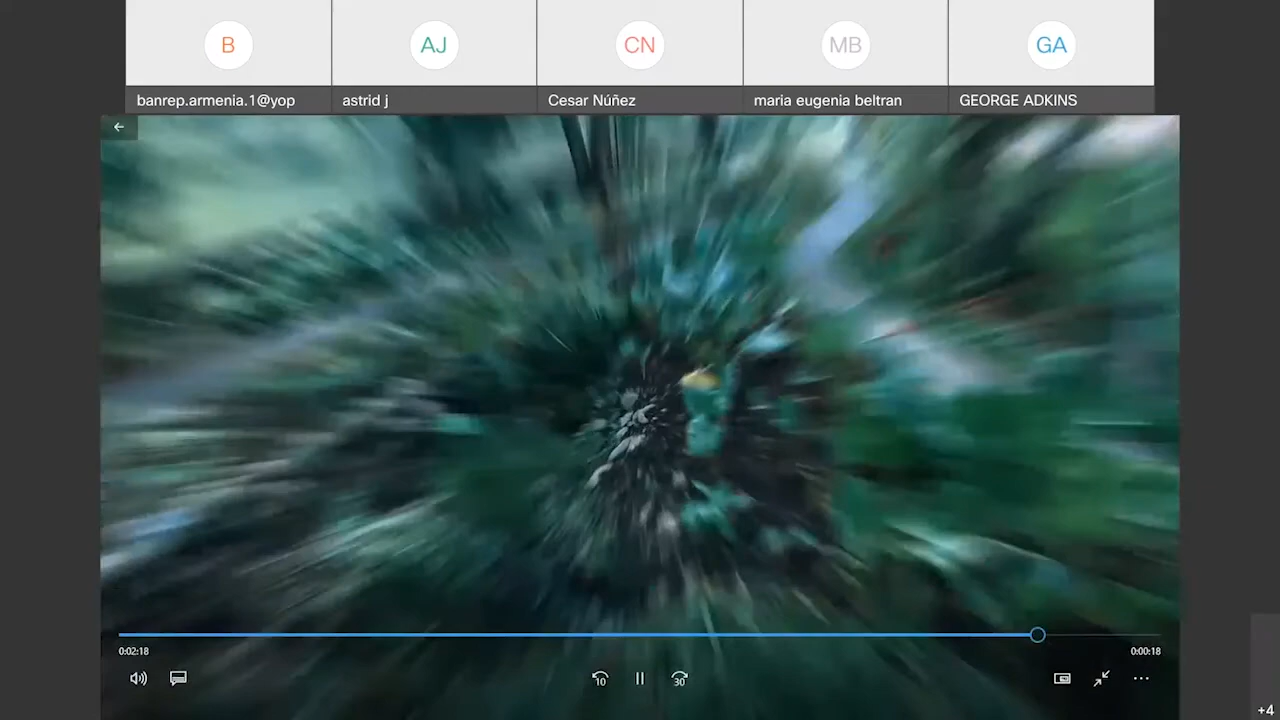 B
AJ
CN
MB
GA
banrep.armenia.1@yop
astrid j
Cesar Núñez
maria eugenia beltran
GEORGE ADKINS
0:02:18
0:00:18
10
30
+4